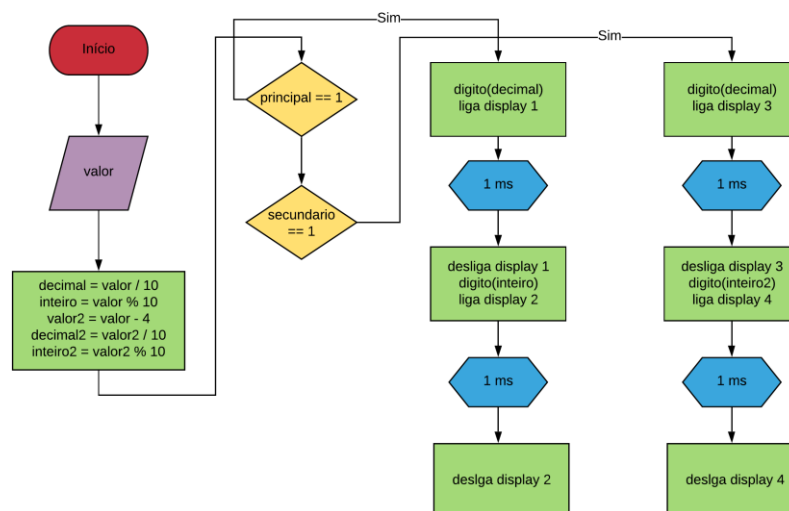 Início
valor
decimal = valor / 10
inteiro = valor % 10
valor2 = valor - 4
decimal2 = valor2 / 10
inteiro2 = valor2 % 10
principal == 1
secundario
== 1
Sim
digito(decimal)
liga display 1
1 ms
desliga display 1
digito(inteiro)
liga display 2
1 ms
deslga display 2
Sim
digito(decimal)
liga display 3
1 ms
desliga display 3
digito(inteiro2)
liga display 4
1 ms
deslga display 4